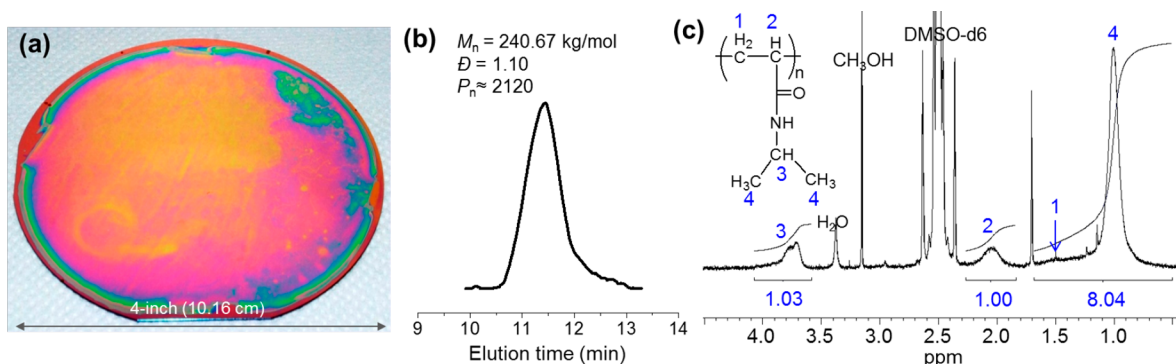 (a)
4-inch (10.16 cm)
(b)
Mn = 240.67 kg/mol
Đ = 1.10
Pn≈ 2120
9 10 11 12 13 14
Elution time (min)
(c)
1 2
H2 H
C C
n
O
NH
CH
3
H3C CH3
4 4
CH3OH
DMSO-d6
4
H2O
3
2
1
1.03 1.00 8.04
4.0 3.5 3.0 2.5 2.0 1.5 1.0
ppm